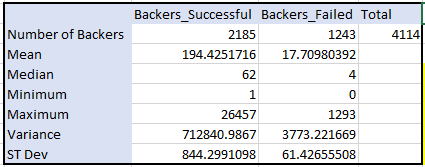 Backers_Successful Backers_Failed Total
Number of Backers 2185 1243 4114
Mean 194.4251716 17.70980392
Median 62 4
Minimum 1 0
Maximum 26457 1293
Variance 712840.9867 3773.221669
ST Dev 844.2991098 61.42655508